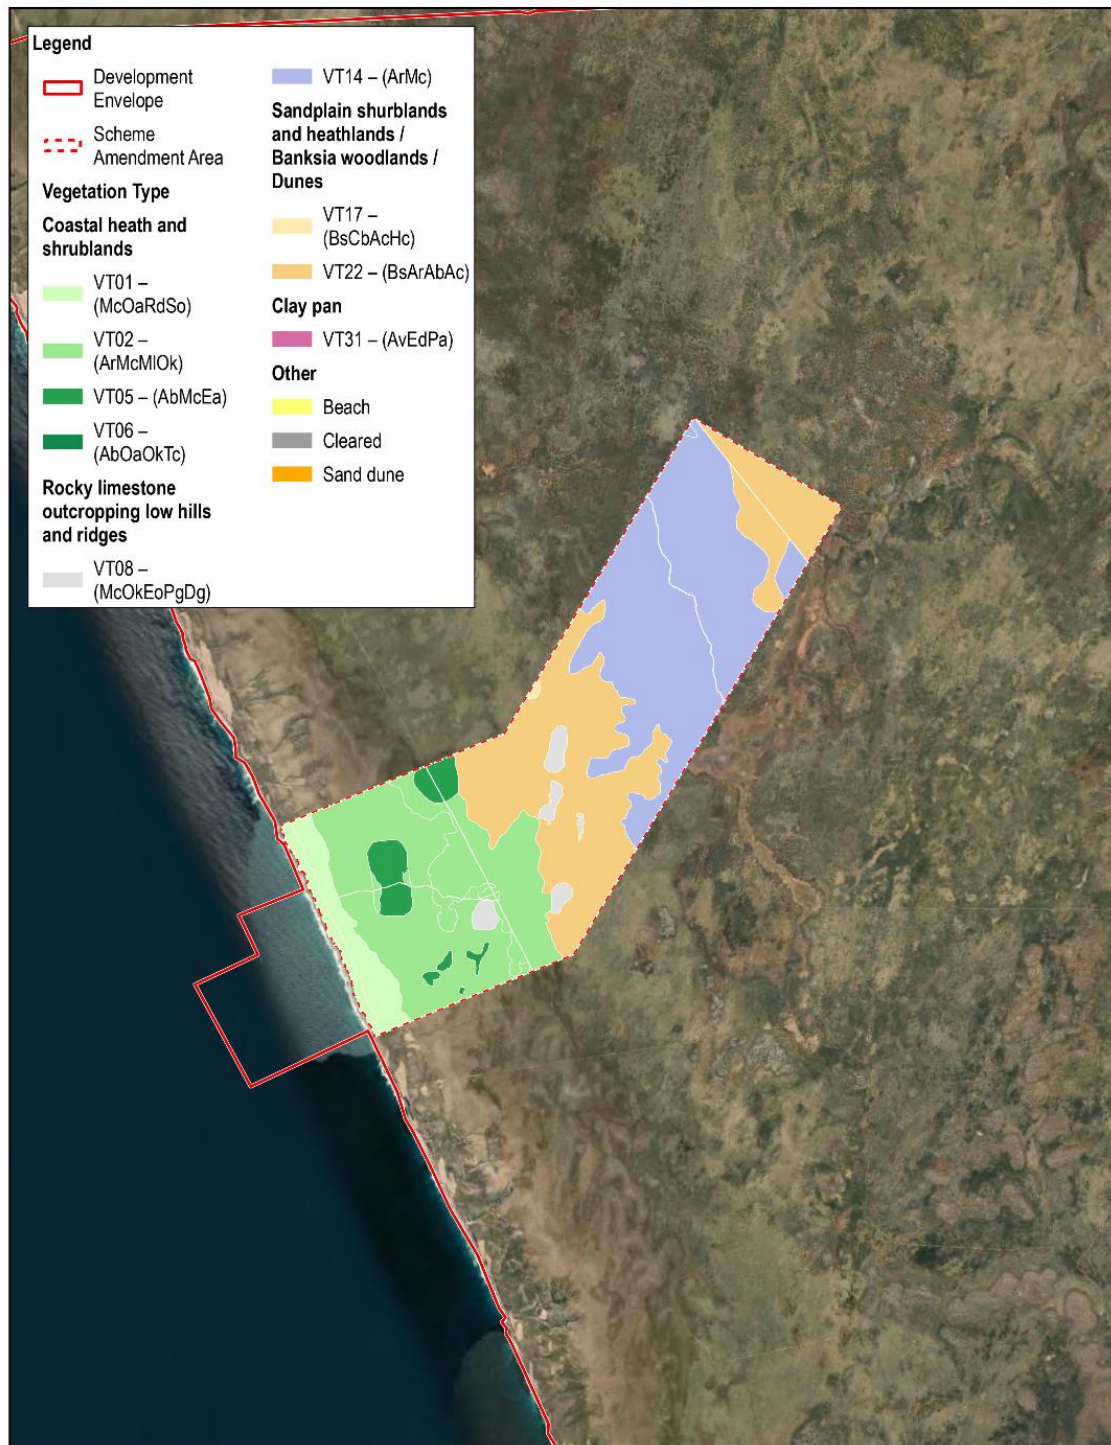 Legend
Development
Envelope
Scheme
Amendment Area
Vegetation Type
Coastal heath and
shrublands
VT01 –
(McOaRdSo)
VT02 –
(ArMcMlOk)
VT05 – (AbMcEa)
VT06 –
(AbOaOkTc)
Rocky limestone
outcropping low hills
and ridges
VT08 –
(McOkEoPgDg)
VT14 – (ArMc)
Sandplain shurblands
and heathlands /
Banksia woodlands /
Dunes
VT17 –
(BsCbAcHc)
VT22 – (BsArAbAc)
Clay pan
VT31 – (AvEdPa)
Other
Beach
Cleared
Sand dune